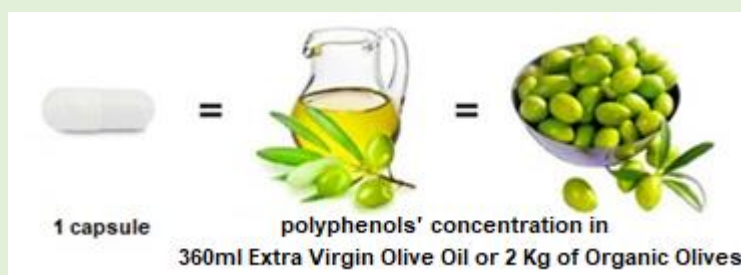 = =
1 capsule
polyphenols' concentration in
360ml Extra Virgin Olive Oil or 2 Kg of Organic Olives